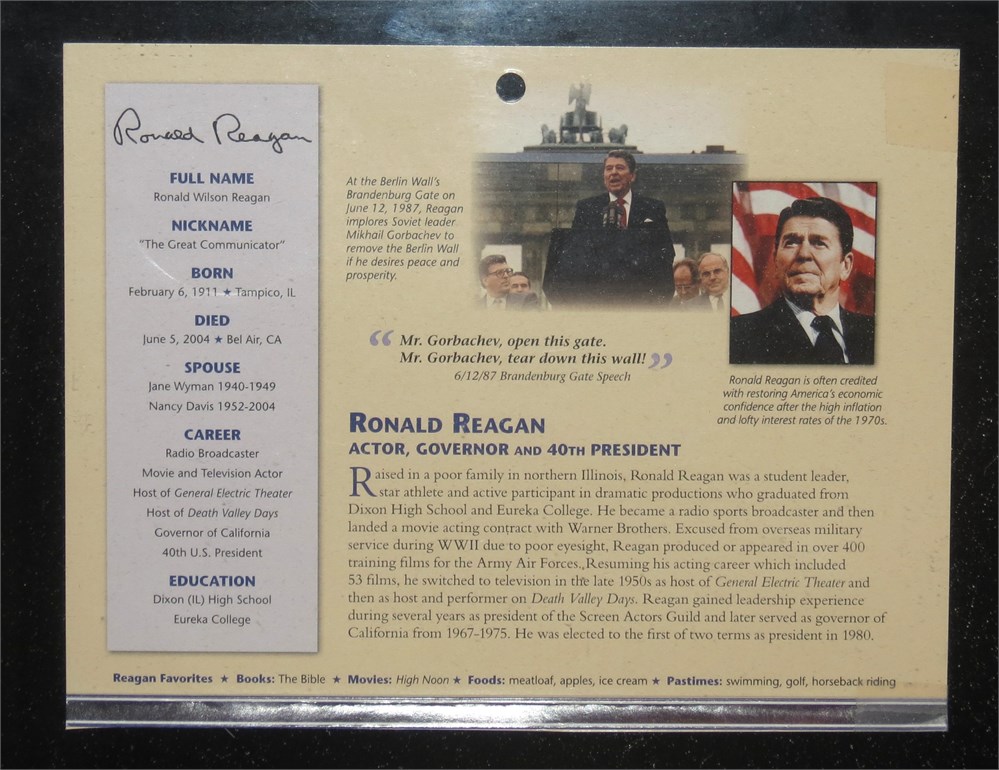 Ronald Reagan
FULL NAME
Ronald Wilson Reagan
NICKNAME
"The Great Communicator"
BORN
February 6, 1911 ★ Tampico, IL
DIED
June 5, 2004 ★ Bel Air, CA
SPOUSE
Jane Wyman 1940-1949
Nancy Davis 1952-2004
CAREER
Radio Broadcaster
Movie and Television Actor
Host of General Electric Theater
Host of Death Valley Days
Governor of California
40th U.S. President
EDUCATION
Dixon (IL) High School
Eureka College
At the Berlin Wall's
Brandenburg Gate on
June 12, 1987, Reagan
implores Soviet leader
Mikhail Gorbachev to
remove the Berlin Wall
if he desires peace and
prosperity.
“ Mr. Gorbachev, open this gate.
Mr. Gorbachev, tear down this wall! ”
6/12/87 Brandenburg Gate Speech
Ronald Reagan is often credited
with restoring America's economic
confidence after the high inflation
and lofty interest rates of the 1970s.
RONALD REAGAN
ACTOR, GOVERNOR AND 40TH PRESIDENT
Raised in a poor family in northern Illinois, Ronald Reagan was a student leader,
star athlete and active participant in dramatic productions who graduated from
Dixon High School and Eureka College. He became a radio sports broadcaster and then
landed a movie acting contract with Warner Brothers. Excused from overseas military
service during WWII due to poor eyesight, Reagan produced or appeared in over 400
training films for the Army Air Forces. Resuming his acting career which included
53 films, he switched to television in the late 1950s as host of General Electric Theater and
then as host and performer on Death Valley Days. Reagan gained leadership experience
during several years as president of the Screen Actors Guild and later served as governor of
California from 1967-1975. He was elected to the first of two terms as president in 1980.
Reagan Favorites ★ Books: The Bible ★ Movies: High Noon ★ Foods: meatloaf, apples, ice cream ★ Pastimes: swimming, golf, horseback riding